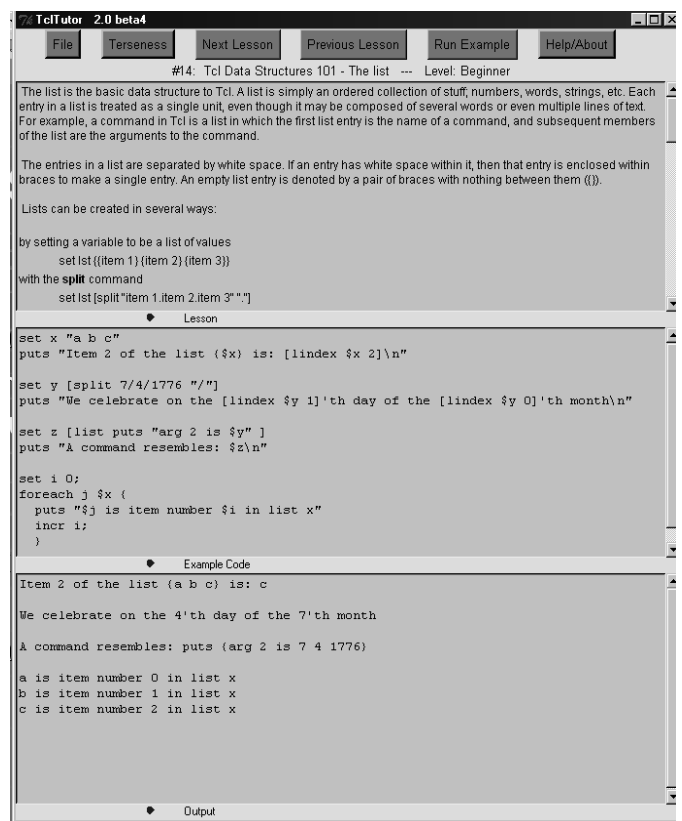 TclTutor 2.0 beta4
File Terseness Next Lesson Previous Lesson Run Example Help/About
#14: Tcl Data Structures 101 - The list --- Level: Beginner
The list is the basic data structure to Tcl. A list is simply an ordered collection of stuff; numbers, words, strings, etc. Each
entry in a list is treated as a single unit, even though it may be composed of several words or even multiple lines of text.
For example, a command in Tcl is a list in which the first list entry is the name of a command, and subsequent members
of the list are the arguments to the command.
The entries in a list are separated by white space. If an entry has white space within it, then that entry is enclosed within
braces to make a single entry. An empty list entry is denoted by a pair of braces with nothing between them ({}).
Lists can be created in several ways:
by setting a variable to be a list of values
set lst {{item 1} {item 2} {item 3}}
with the split command
set lst [split "item 1.item 2.item 3" "."]
Lesson
set x "a b c"
puts "Item 2 of the list {$x} is: [lindex $x 2]\n"
set y [split 7/4/1776 "/"]
puts "We celebrate on the [lindex $y 1]'th day of the [lindex $y 0]'th month\n"
set z [list puts "arg 2 is $y" ]
puts "A command resembles: $z\n"
set i 0;
foreach j $x {
puts "$j is item number $i in list x"
incr i;
}
Example Code
Item 2 of the list {a b c} is: c
We celebrate on the 4'th day of the 7'th month
A command resembles: puts {arg 2 is 7 4 1776}
a is item number 0 in list x
b is item number 1 in list x
c is item number 2 in list x
Output